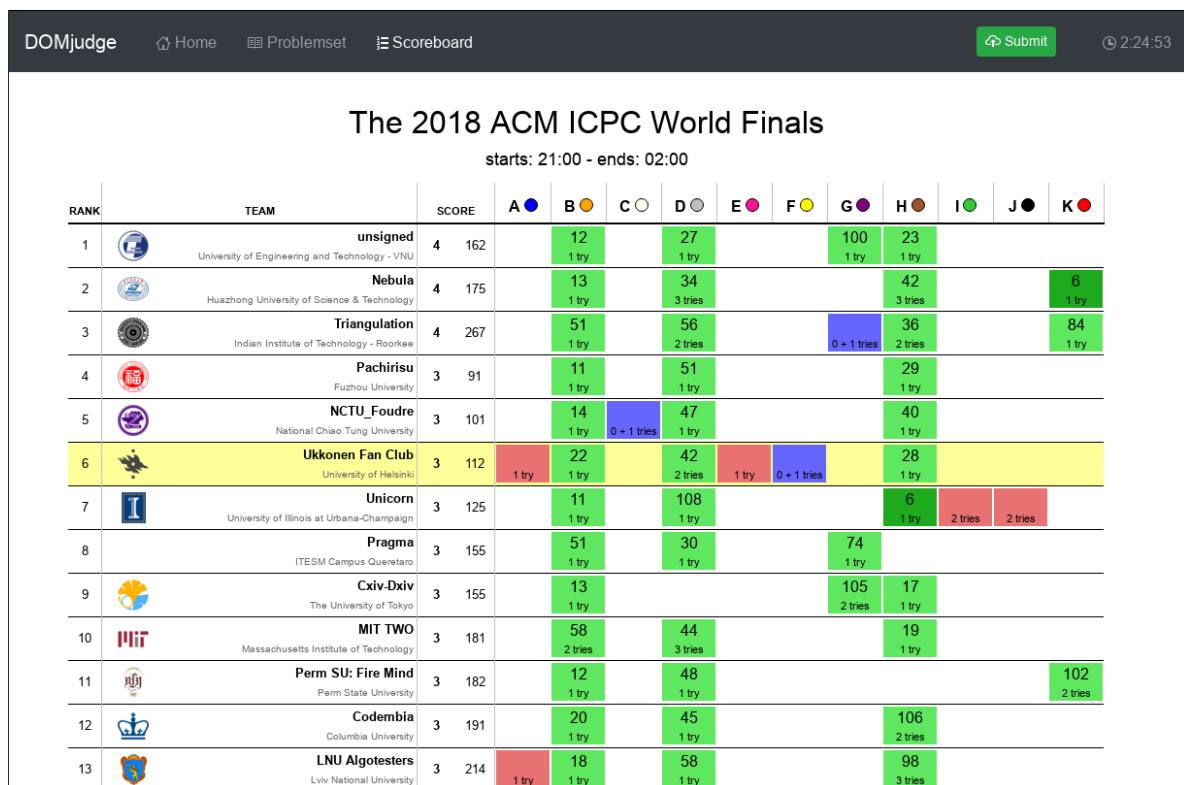 DOMjudge Home Problemset Scoreboard Submit 2:24:53
The 2018 ACM ICPC World Finals
starts: 21:00 - ends: 02:00
RANK TEAM SCORE A B C D E F G H I J K
1 unsigned 4 162 12 27 100 23
University of Engineering and Technology - VNU 1 try 1 try 1 try 1 try
2 Nebula 4 175 13 34 42 6
Huazhong University of Science & Technology 1 try 3 tries 3 tries 1 try
3 Triangulation 4 267 51 56 36 84
Indian Institute of Technology - Roorkee 1 try 2 tries 0 + 1 tries 2 tries 1 try
4 Pachirisu 3 91 11 51 29
Fuzhou University 1 try 1 try 1 try
5 NCTU_Foudre 3 101 14 47 40
National Chiao Tung University 1 try 0 + 1 tries 1 try 1 try
6 Ukkonen Fan Club 3 112 22 42 28
University of Helsinki 1 try 1 try 2 tries 1 try 0 + 1 tries 1 try
7 Unicorn 3 125 11 108 6
University of Illinois at Urbana-Champaign 1 try 1 try 1 try 2 tries 2 tries
8 Pragma 3 155 51 30 74
ITESM Campus Queretaro 1 try 1 try 1 try
9 Cxiv-Dxiv 3 155 13 105 17
The University of Tokyo 1 try 2 tries 1 try
10 MIT TWO 3 181 58 44 19
Massachusetts Institute of Technology 2 tries 3 tries 1 try
11 Perm SU: Fire Mind 3 182 12 48 102
Perm State University 1 try 1 try 2 tries
12 Codembia 3 191 20 45 106
Columbia University 1 try 1 try 2 tries
13 LNU Algotesters 3 214 18 58 98
Lviv National University 1 try 1 try 1 try 3 tries